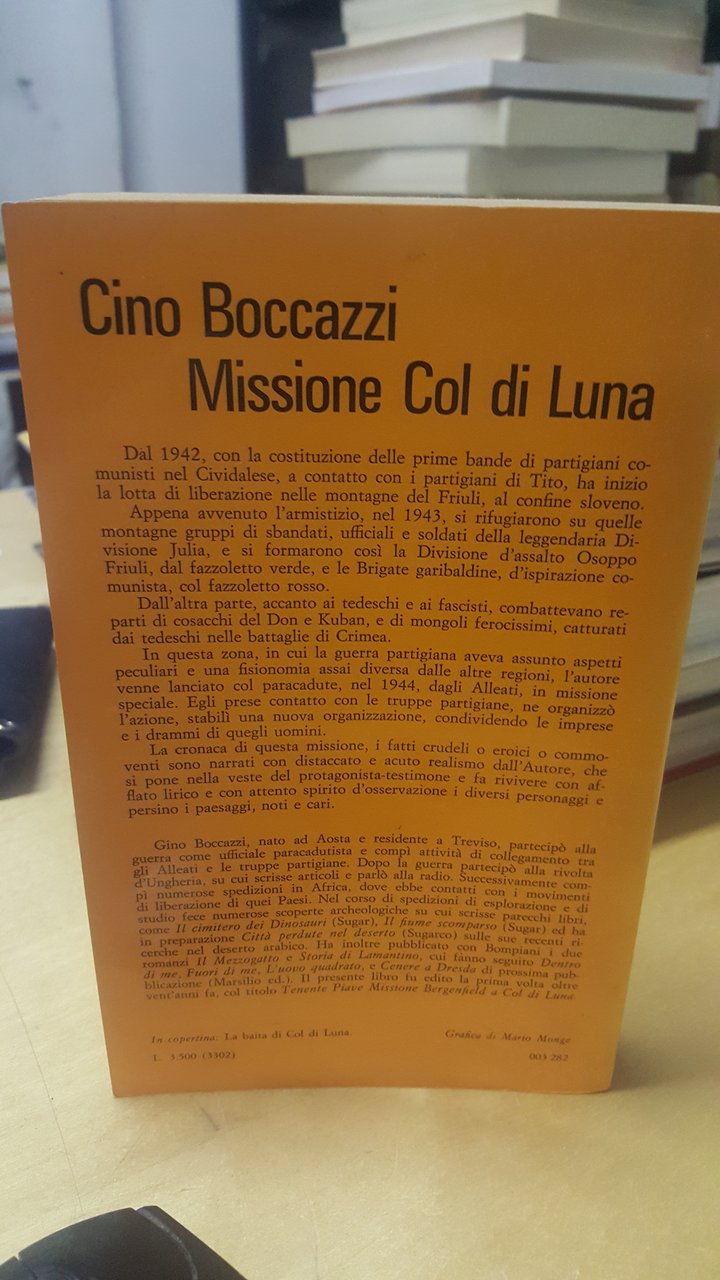 Cino Boccazzi
Missione Col di Luna
Dal 1942, con la costituzione delle prime bande di partigiani co-
munisti nel Cividalese, a contatto con i partigiani di Tito, ha inizio
la lotta di liberazione nelle montagne del Friuli, al confine sloveno.
Appena avvenuto l'armistizio, nel 1943, si rifugiarono su quelle
montagne gruppi di sbandati, ufficiali e soldati della leggendaria Di-
visione Julia, e si formarono così la Divisione d'assalto Osoppo
Friuli, dal fazzoletto verde, e le Brigate garibaldine, d'ispirazione co-
munista, col fazzoletto rosso.
Dall'altra parte, accanto ai tedeschi e ai fascisti, combattevano re-
parti di cosacchi del Don e Kuban, e di mongoli ferocissimi, catturati
dai tedeschi nelle battaglie di Crimea.
In questa zona, in cui la guerra partigiana aveva assunto aspetti
peculiari e una fisionomia assai diversa dalle altre regioni, l'autore
venne lanciato col paracadute, nel 1944, dagli Alleati, in missione
speciale. Egli prese contatto con le truppe partigiane, ne organizzò
l'azione, stabilì una nuova organizzazione, condividendo le imprese
e i drammi di quegli uomini.
La cronaca di questa missione, i fatti crudeli o eroici o commo-
venti sono narrati con distaccato e acuto realismo dall'Autore, che
si pone nella veste del protagonista-testimone e fa rivivere con af-
flato lirico e con attento spirito d'osservazione i diversi personaggi e
persino i paesaggi, noti e cari.
Gino Boccazzi, nato ad Aosta e residente a Treviso, partecipò alla
guerra come ufficiale paracadutista e compì attività di collegamento tra
gli Alleati e le truppe partigiane. Dopo la guerra partecipò alla rivolta
d'Ungheria, su cui scrisse articoli e parlò alla radio. Successivamente com-
pì numerose spedizioni in Africa, dove ebbe contatti con i movimenti
di liberazione di quei Paesi. Nel corso di spedizioni di esplorazione e di
studio fece numerose scoperte archeologiche su cui scrisse parecchi libri,
come Il cimitero dei Dinosauri (Sugar), Il fiume scomparso (Sugar) ed ha
in preparazione Città perdute nel deserto (Sugarco) sulle sue recenti ri-
cerche nel deserto arabico. Ha inoltre pubblicato con Bompiani i due
romanzi Il Mezzogatto e Storia di Lamantino, cui fanno seguito Dentro
di me, Fuori di me, L'uovo quadrato, e Cenere a Dresda di prossima pub-
blicazione (Marsilio ed.). Il presente libro fu edito la prima volta oltre
vent'anni fa, col titolo Tenente Piave Missione Bergenfield a Col di Luna.
In copertina: La baita di Col di Luna.
Grafica di Mario Monge
L. 3.500 (3302)
003 282